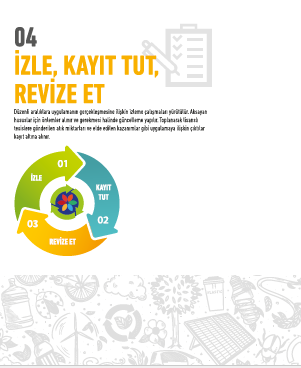 04
İZLE, KAYIT TUT,
REVİZE ET
Düzenli aralıklara uygulamanın gerçekleşmesine ilişkin izleme çalışmaları yürütülür. Aksayan
hususlar için önlemler alınır ve gerekmesi halinde güncelleme yapılır. Toplanarak lisanslı
tesislere gönderilen atık miktarları ve elde edilen kazanımlar gibi uygulamaya ilişkin çıktılar
kayıt altına alınır.
01
İZLE
KAYIT
TUT
02
03
REVİZE ET